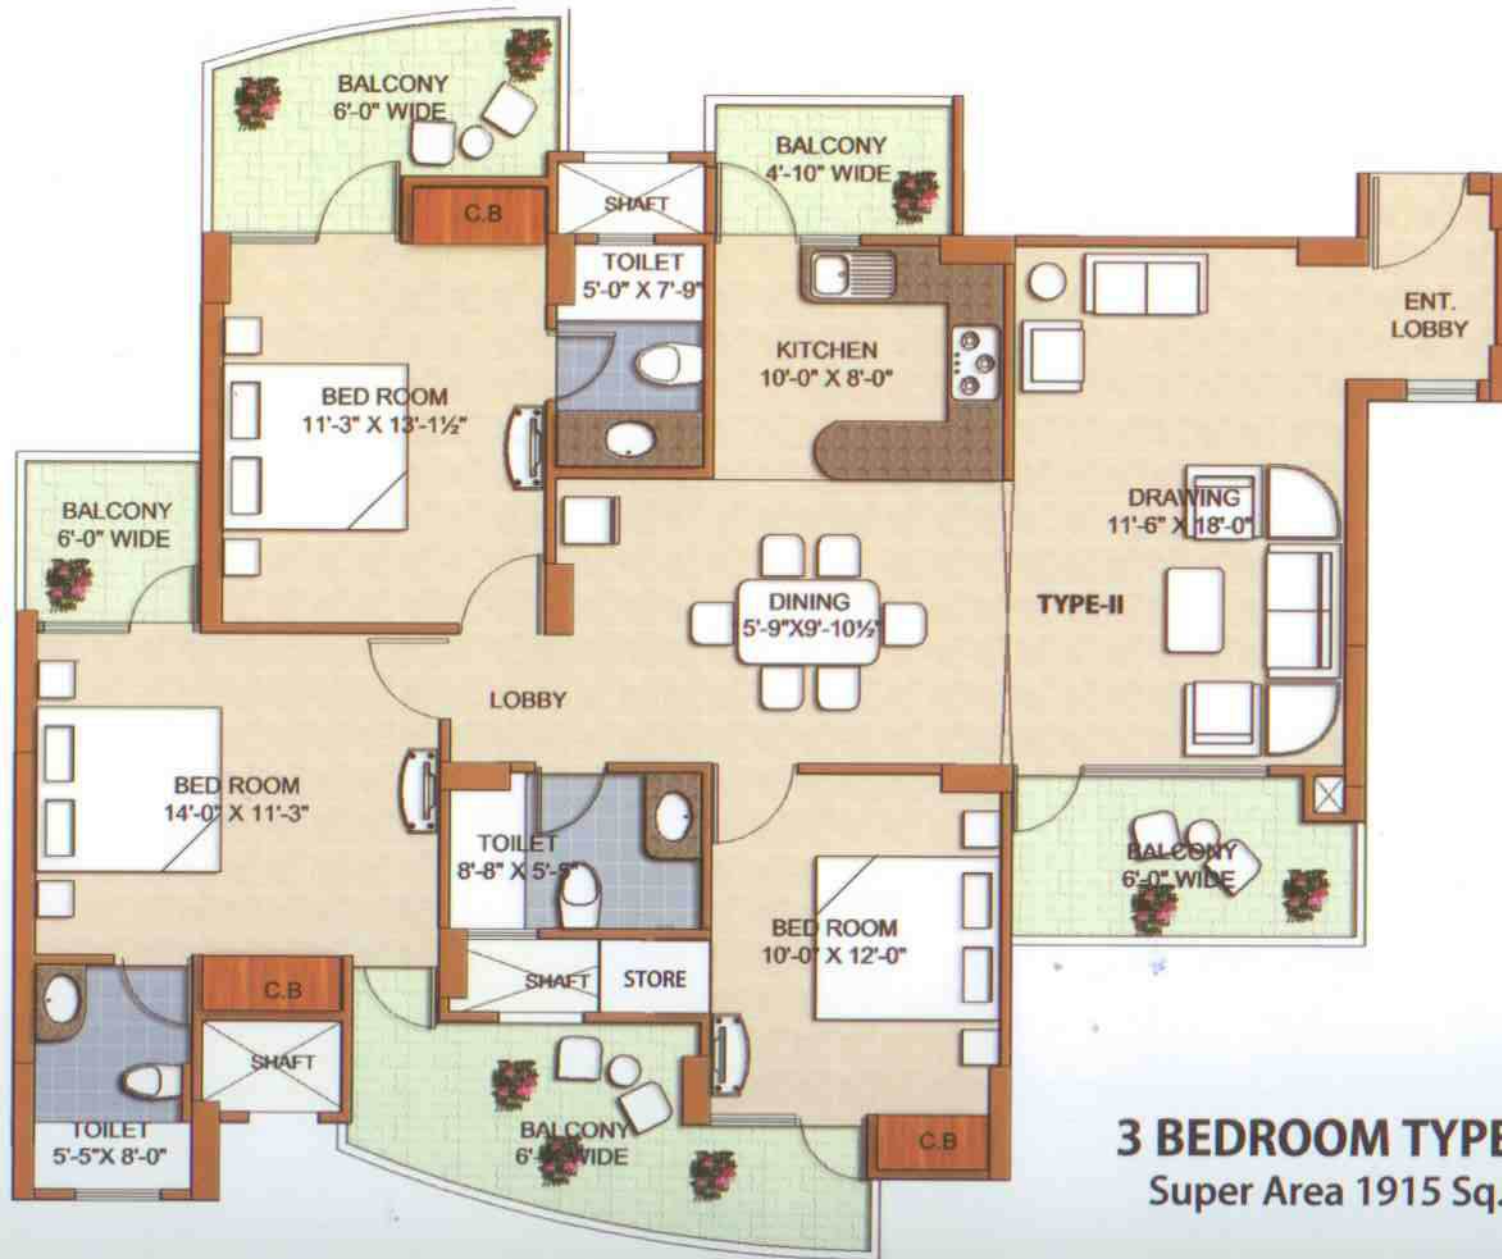 BALCONY
6'-0" WIDE
C.B
SHAFT
BALCONY
4'-10" WIDE
TOILET
5'-0" X 7'-9"
KITCHEN
10'-0" X 8'-0"
ENT.
LOBBY
BED ROOM
11'-3" X 13'-1½"
BALCONY
6'-0" WIDE
DRAWING
11'-6" X 18'-0"
DINING
5'-9"X9'-10½"
TYPE-II
LOBBY
BED ROOM
14'-0" X 11'-3"
TOILET
8'-8" X
BALCONY
6'-0" WIDE
BED ROOM
10'-0" X 12'-0"
C.B
SHAFT
STORE
SHAFT
TOILET
5'-5"X 8'-0"
BALCONY
WIDE
C.B
3 BEDROOM TYPE
Super Area 1915 Sq.